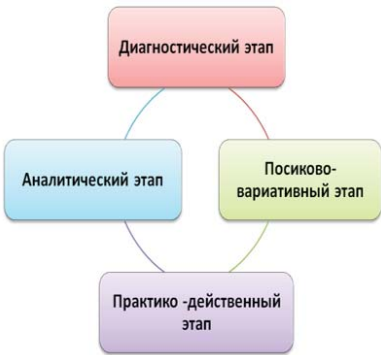 Диагностический этап
Аналитический этап
Посиково-
вариативный этап
Практико -действенный
этап